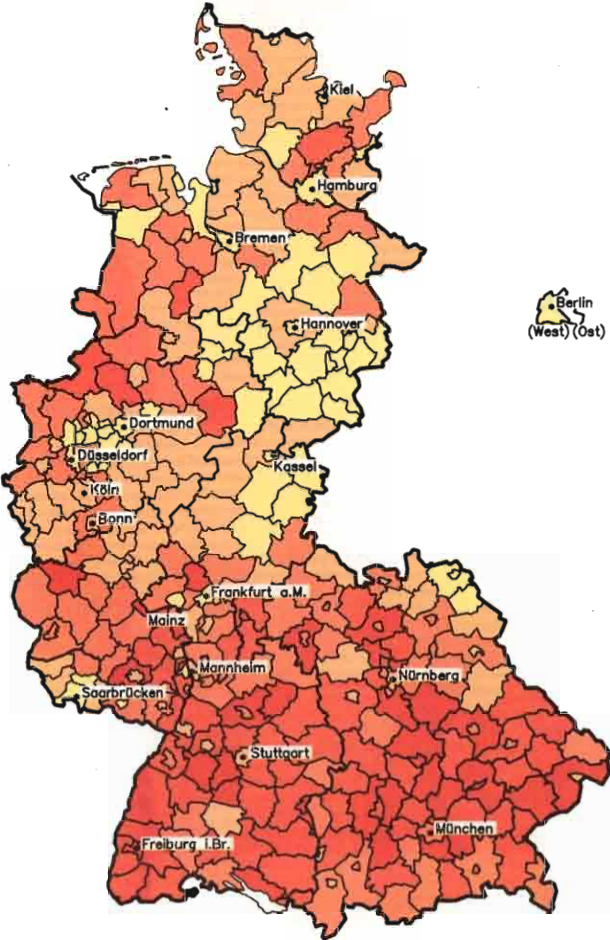 Kiel
Hamburg
Bremen
Berlin
(West) (Ost)
Hannover
Dortmund
Düsseldorf
Kassel
Köln
Bonn
Frankfurt a.M.
Mainz
Mannheim
Nürnberg
Saarbrücken
Stuttgart
München
Freiburg i.Br.